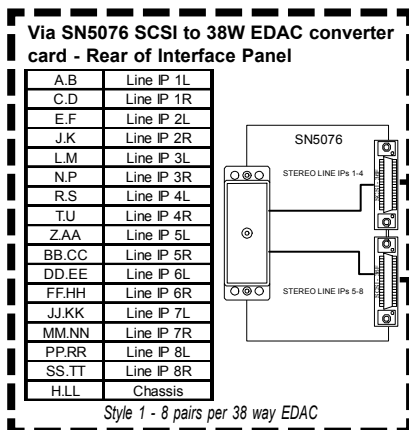 Via SN5076 SCSI to 38W EDAC converter
card - Rear of Interface Panel
A.B Line IP 1L
C.D Line IP 1R
E.F Line IP 2L
J.K Line IP 2R
L.M Line IP 3L
N.P Line IP 3R
R.S Line IP 4L
T.U Line IP 4R
Z.AA Line IP 5L
BB.CC Line IP 5R
DD.EE Line IP 6L
FF.HH Line IP 6R
JJ.KK Line IP 7L
MM.NN Line IP 7R
PP.RR Line IP 8L
SS.TT Line IP 8R
H.LL Chassis
SN5076
STEREO LINE IPs 1-4
STEREO LINE IPs 5-8
Style 1 - 8 pairs per 38 way EDAC